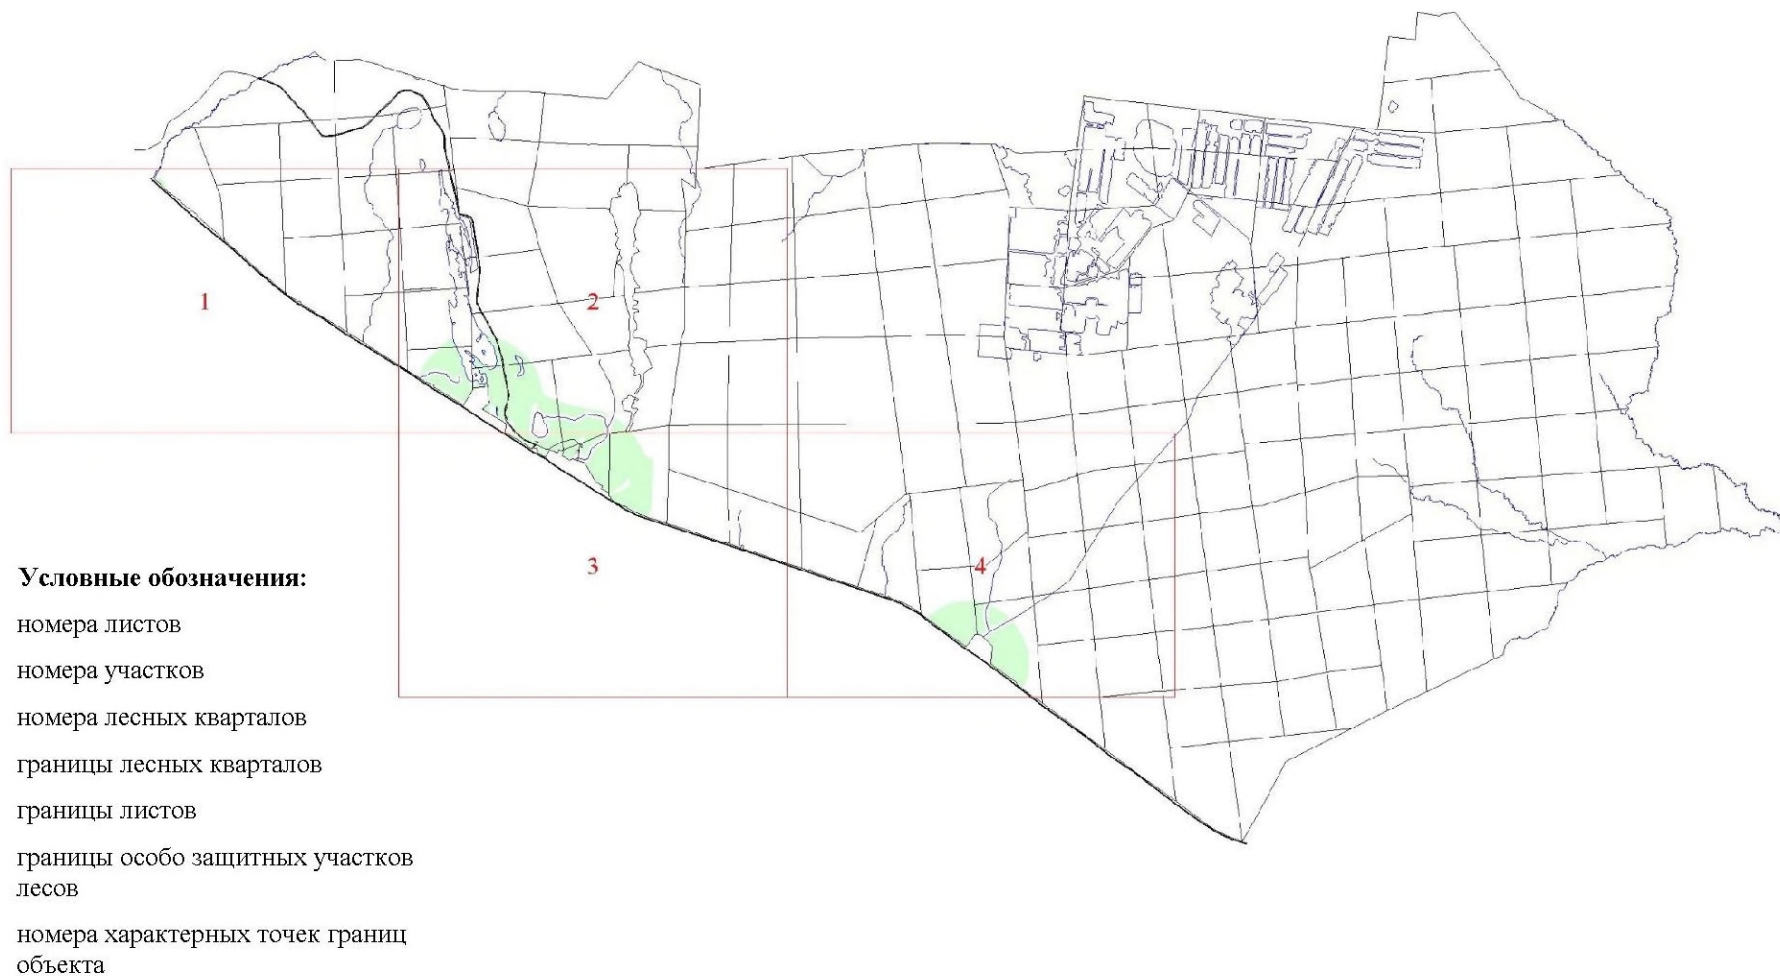 1
2
3
4
Условные обозначения:
номера листов
номера участков
номера лесных кварталов
границы лесных кварталов
границы листов
границы особо защитных участков
лесов
номера характерных точек границ
объекта